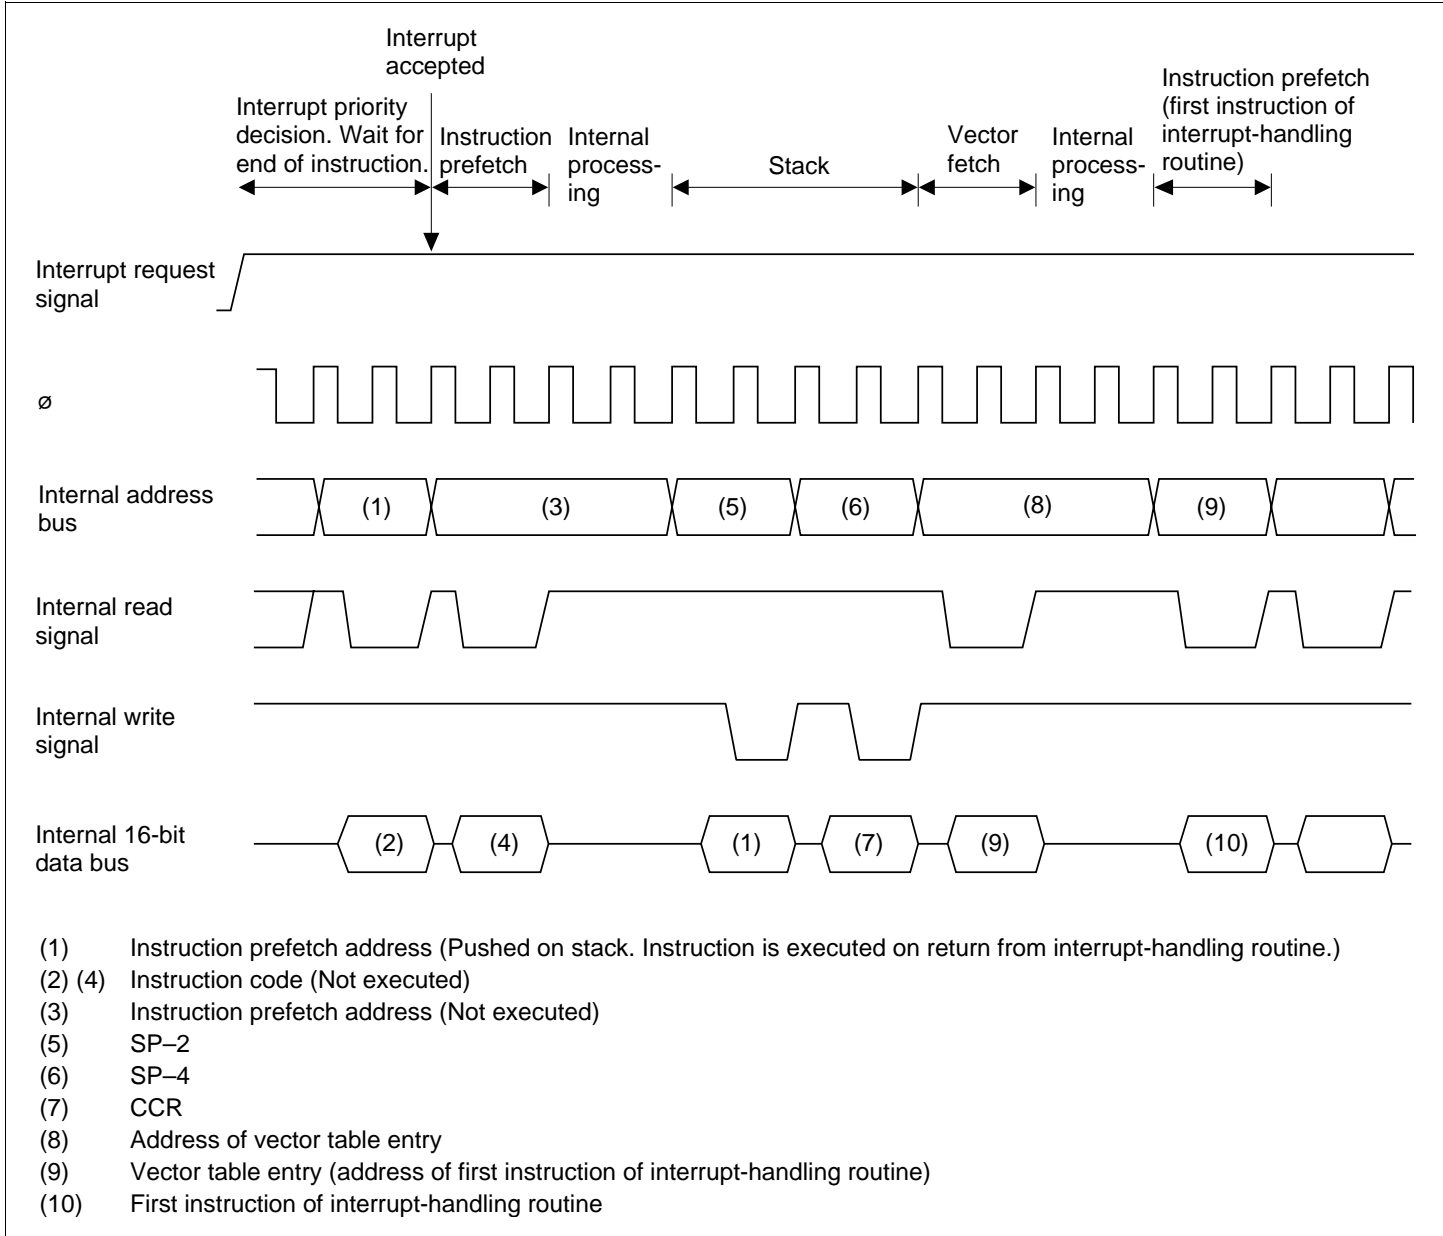 Interrupt
accepted
Interrupt priority
decision. Wait for
end of instruction.
Instruction
prefetch
Internal
process-
ing
Stack
Vector
fetch
Internal
process-
ing
Instruction prefetch
(first instruction of
interrupt-handling
routine)
Interrupt request
signal
ø
Internal address
bus
(1) (3) (5) (6) (8) (9)
Internal read
signal
Internal write
signal
Internal 16-bit
data bus
(2) (4) (1) (7) (9) (10)
(1) Instruction prefetch address (Pushed on stack. Instruction is executed on return from interrupt-handling routine.)
(2) (4) Instruction code (Not executed)
(3) Instruction prefetch address (Not executed)
(5) SP–2
(6) SP–4
(7) CCR
(8) Address of vector table entry
(9) Vector table entry (address of first instruction of interrupt-handling routine)
(10) First instruction of interrupt-handling routine